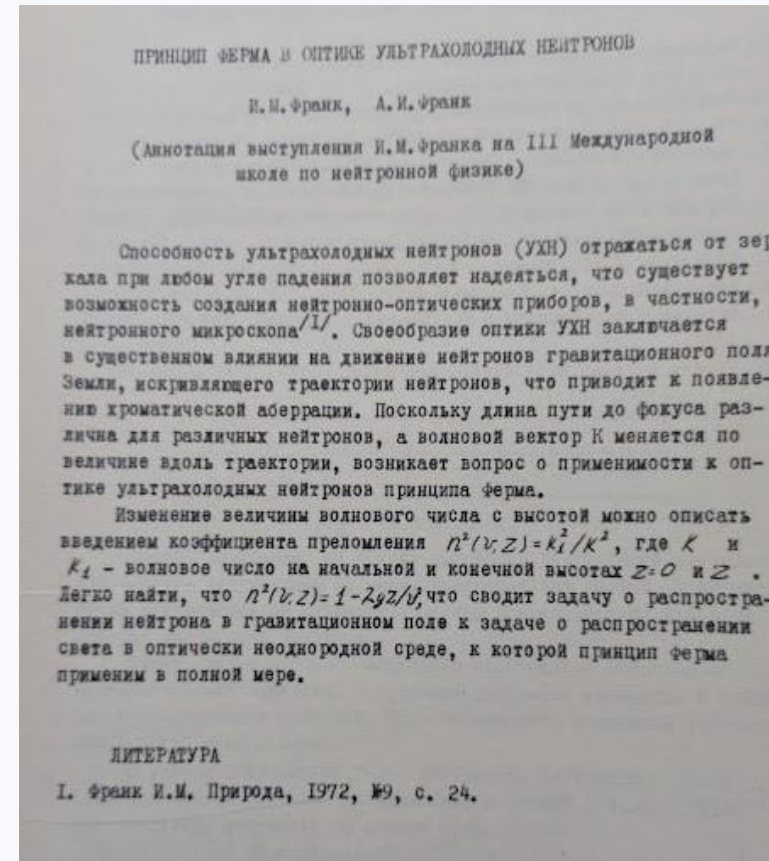 ПРИНЦИП ФЕРМА В ОПТИКЕ УЛЬТРАХОЛОДНЫХ НЕЙТРОНОВ
И.М.Франк, А.И.Франк
(Аннотация выступления И.М.Франка на III Международной
школе по нейтронной физике)
Способность ультрахолодных нейтронов (УХН) отражаться от зер
кала при любом угле падения позволяет надеяться, что существует
возможность создания нейтронно-оптических приборов, в частности,
нейтронного микроскопа/I/. Своеобразие оптики УХН заключается
в существенном влиянии на движение нейтронов гравитационного поля
Земли, искривляющего траектории нейтронов, что приводит к появле-
нию хроматической аберрации. Поскольку длина пути до фокуса раз-
лична для различных нейтронов, а волновой вектор К меняется по
величине вдоль траектории, возникает вопрос о применимости к оп-
тике ультрахолодных нейтронов принципа Ферма.
Изменение величины волнового числа с высотой можно описать
введением коэффициента преломления n²(v,z)=k₁²/k², где K и
K₁ - волновое число на начальной и конечной высотах z=0 и z .
Легко найти, что n²(v,z)=1-2gz/v², что сводит задачу о распростра-
нении нейтрона в гравитационном поле к задаче о распространении
света в оптически неоднородной среде, к которой принцип Ферма
применим в полной мере.
ЛИТЕРАТУРА
I. Франк И.М. Природа, I972, №9, с. 24.